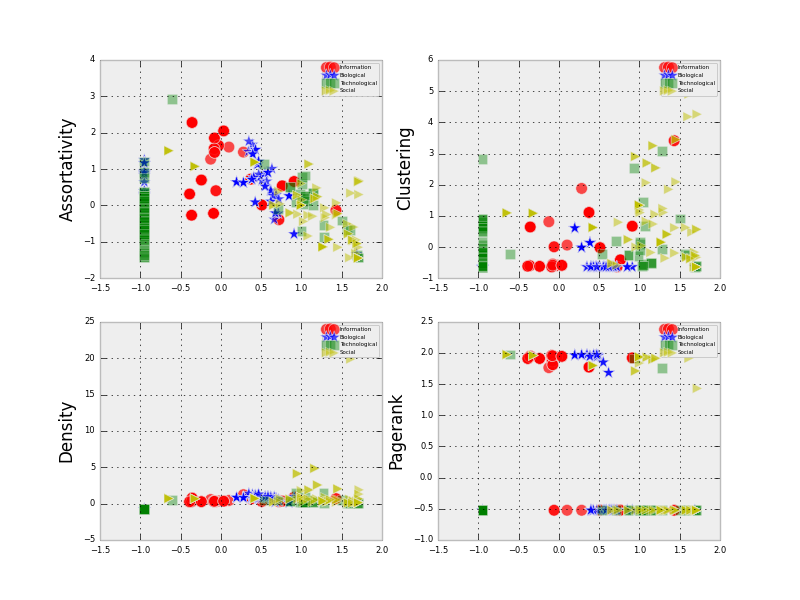 Assortativity
4
3
2
1
0
−1
−2
−1.5 −1.0 −0.5 0.0 0.5 1.0 1.5 2.0
Information
Biological
Technological
Social
Clustering
6
5
4
3
2
1
0
−1
−1.5 −1.0 −0.5 0.0 0.5 1.0 1.5 2.0
Information
Biological
Technological
Social
Density
25
20
15
10
5
0
−5
−1.5 −1.0 −0.5 0.0 0.5 1.0 1.5 2.0
Information
Biological
Technological
Social
Pagerank
2.5
2.0
1.5
1.0
0.5
0.0
−0.5
−1.0
−1.5 −1.0 −0.5 0.0 0.5 1.0 1.5 2.0
Information
Biological
Technological
Social